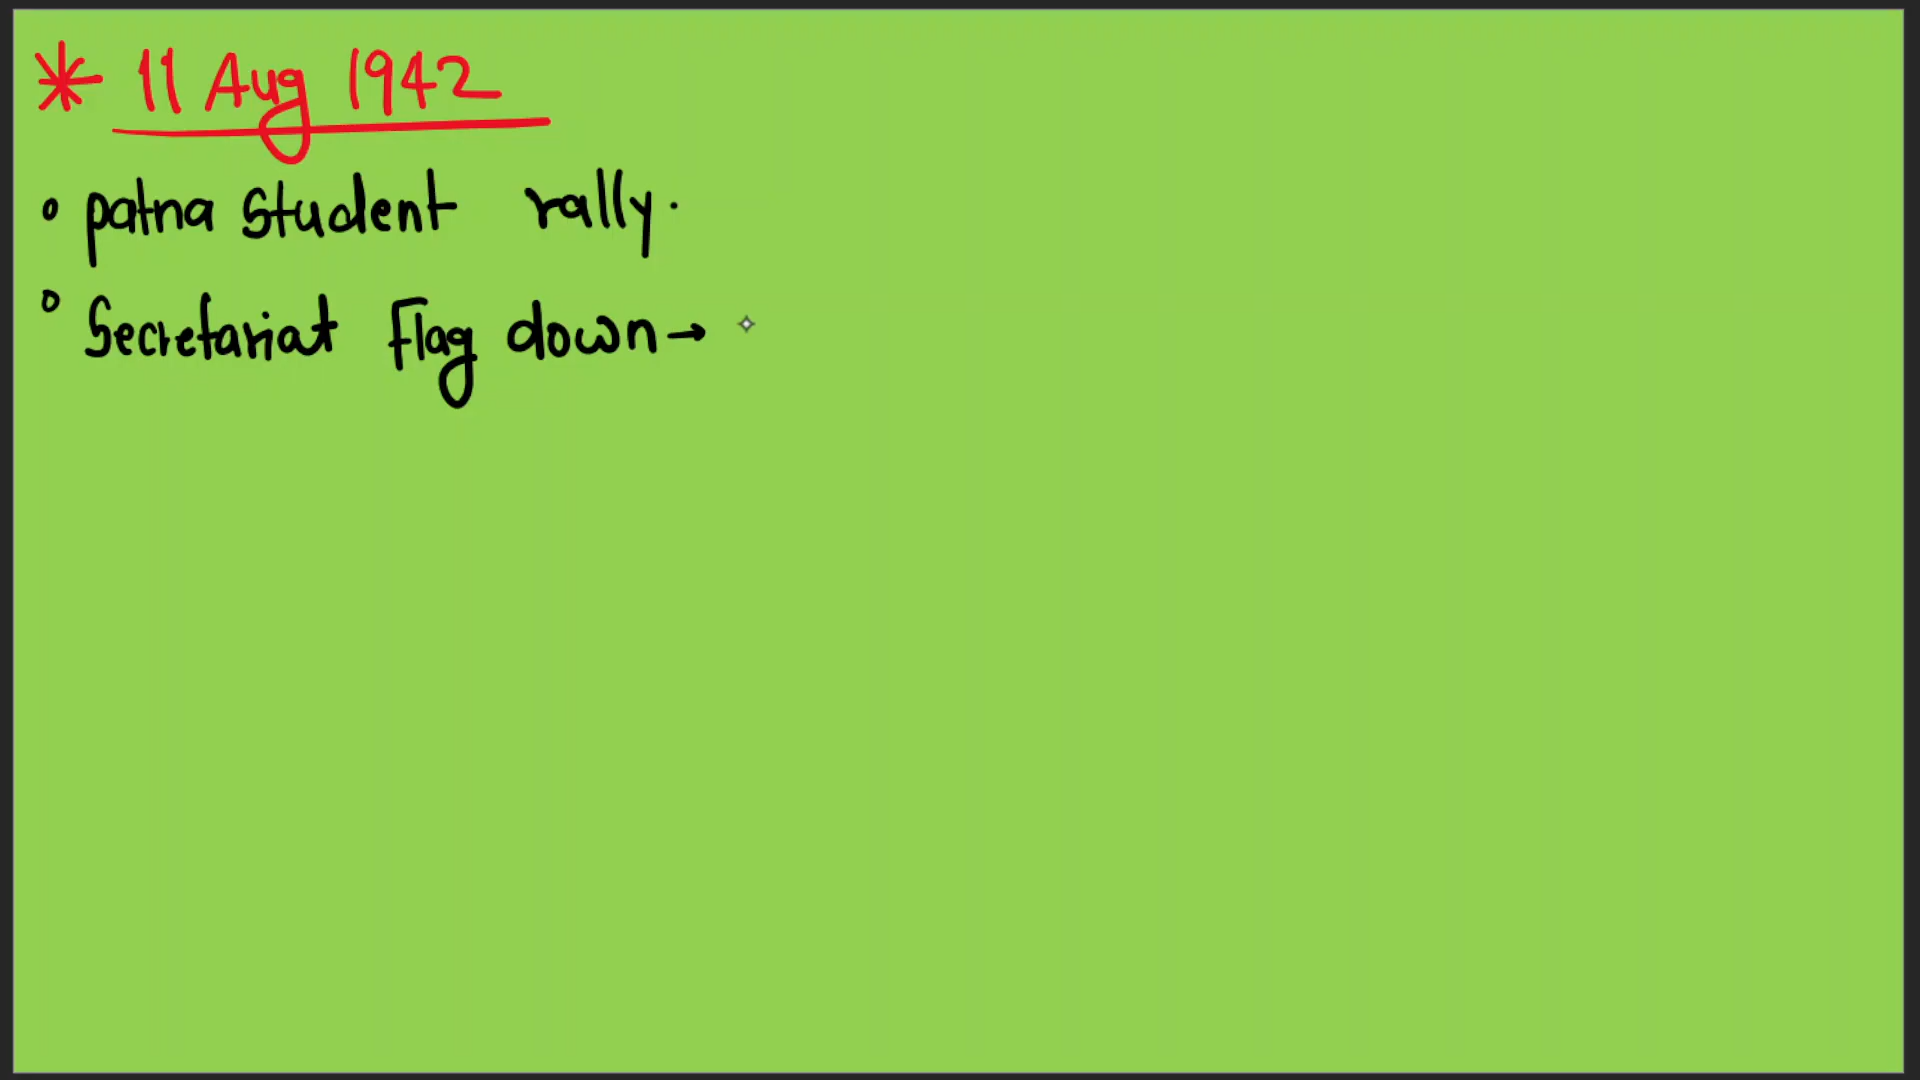 * 11 Aug 1942
• patna student rally.
• Secretariat Flag down →